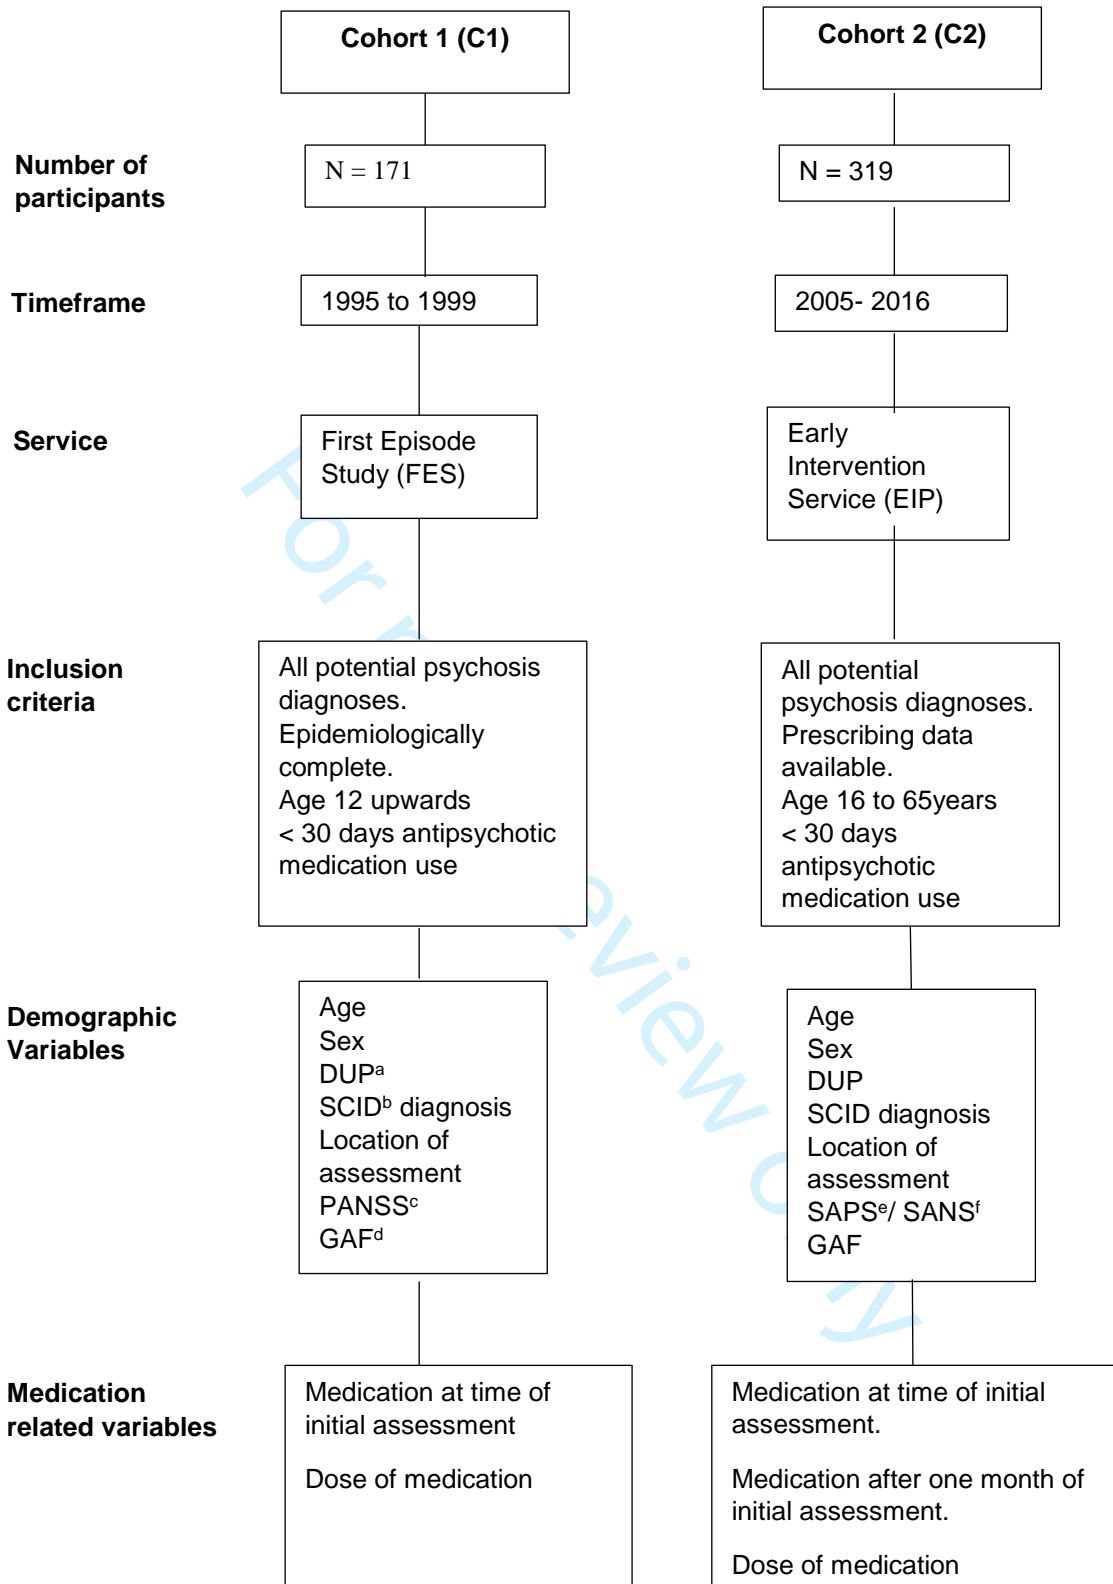 Cohort 1 (C1)
Cohort 2 (C2)
Number of
participants
N = 171
N = 319
Timeframe
1995 to 1999
2005- 2016
Service
First Episode
Study (FES)
Early
Intervention
Service (EIP)
Inclusion
criteria
All potential psychosis
diagnoses.
Epidemiologically
complete.
Age 12 upwards
< 30 days antipsychotic
medication use
All potential
psychosis diagnoses.
Prescribing data
available.
Age 16 to 65years
< 30 days
antipsychotic
medication use
Demographic
Variables
Age
Sex
DUPᵃ
SCIDᵇ diagnosis
Location of
assessment
PANSSᶜ
GAFᵈ
Age
Sex
DUP
SCID diagnosis
Location of
assessment
SAPSᵉ/ SANSᶠ
GAF
Medication
related variables
Medication at time of
initial assessment
Dose of medication
Medication at time of initial
assessment.
Medication after one month of
initial assessment.
Dose of medication
For r eview only